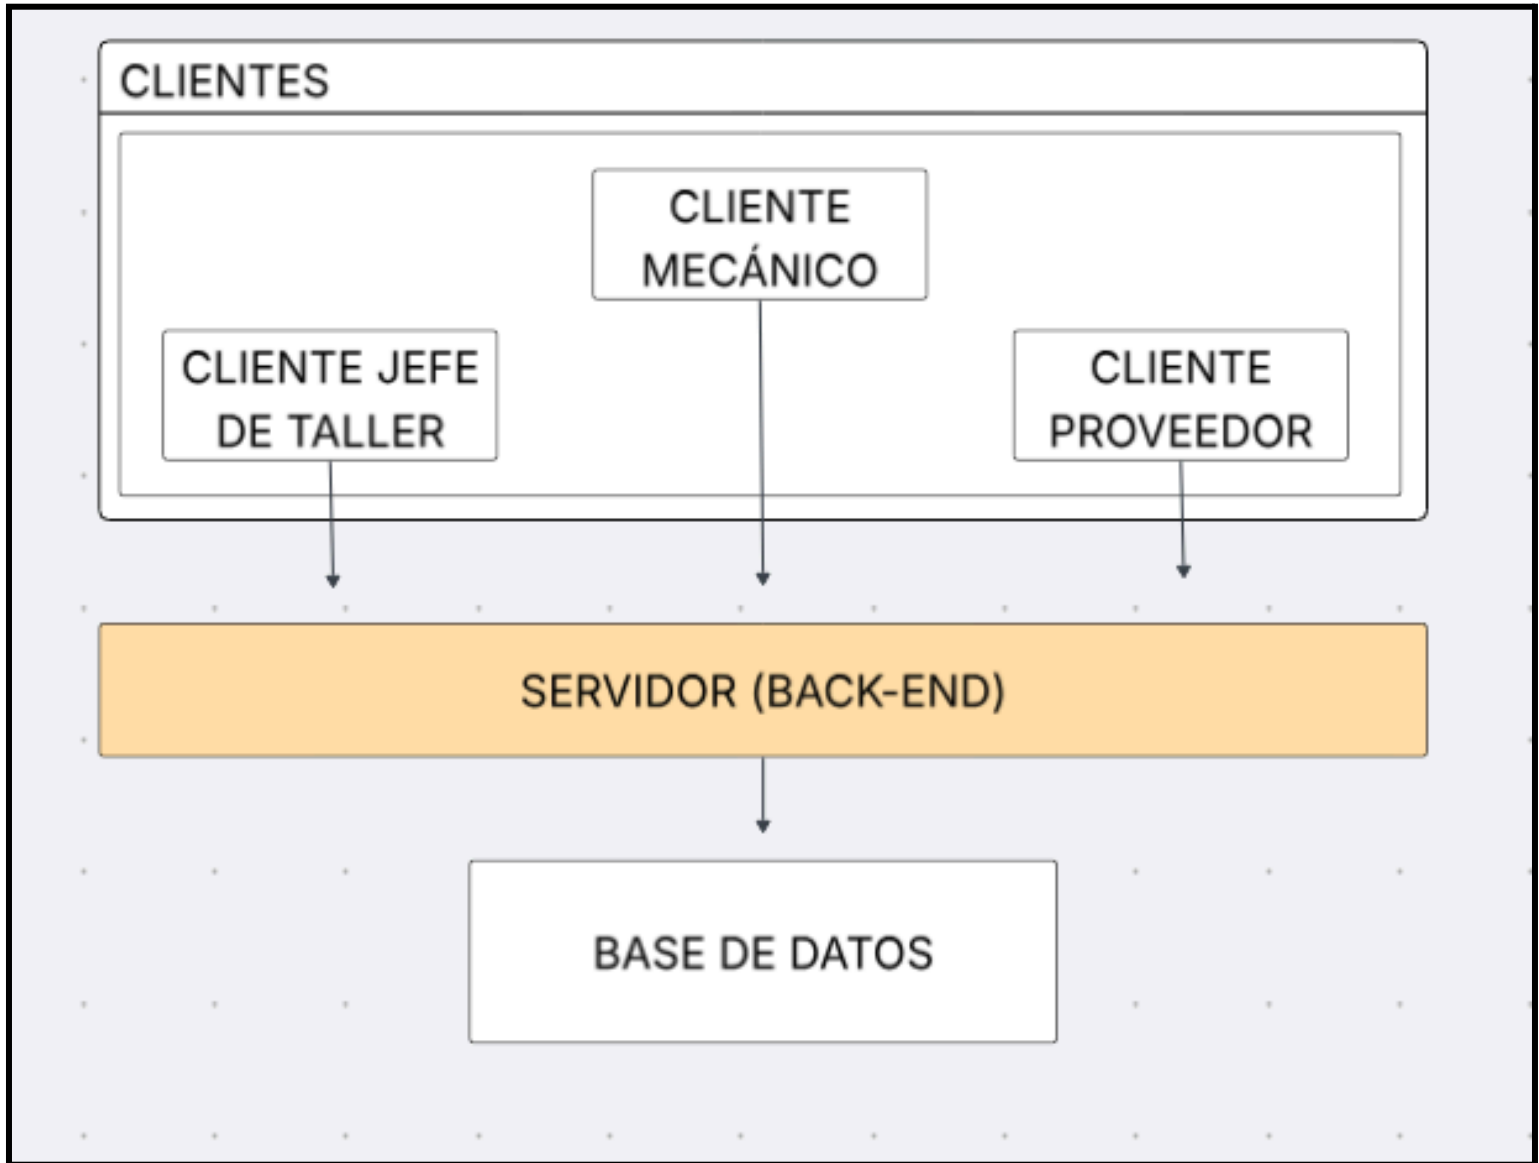 CLIENTES
CLIENTE
MECÁNICO
CLIENTE JEFE
DE TALLER
CLIENTE
PROVEEDOR
SERVIDOR (BACK-END)
BASE DE DATOS